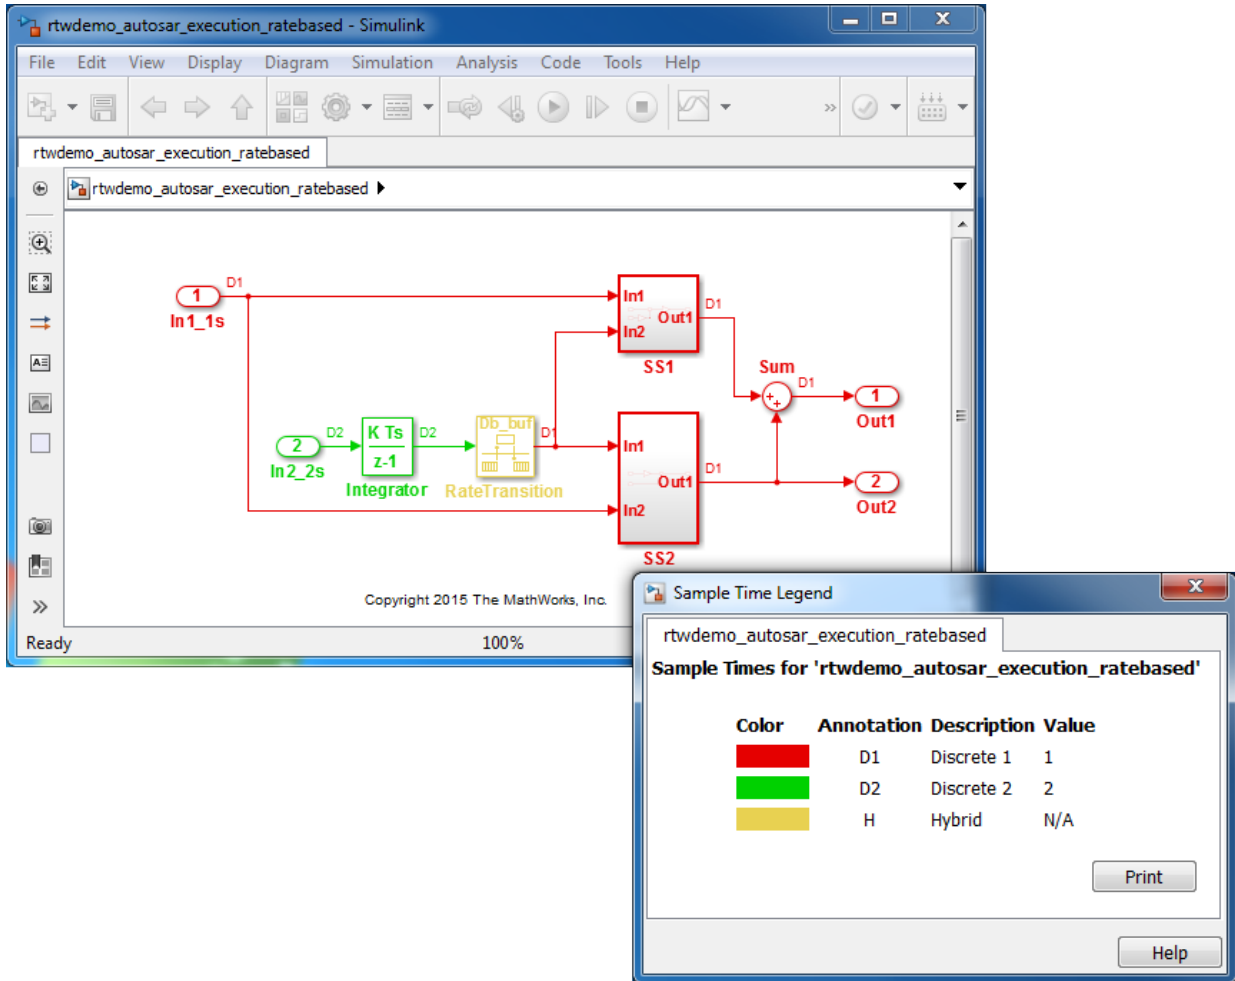 rtwdemo_autosar_execution_ratebased - Simulink
File Edit View Display Diagram Simulation Analysis Code Tools Help
rtwdemo_autosar_execution_ratebased
rtwdemo_autosar_execution_ratebased
1
D1
In1_1s
In1
In2
Out1
D1
SS1
Sum
D1
1
Out1
2
D2
In2_2s
K Ts
z-1
D2
Integrator
Db_buf
D1
RateTransition
In1
In2
Out1
D1
SS2
2
Out2
Copyright 2015 The MathWorks, Inc.
Ready 100%
Sample Time Legend
rtwdemo_autosar_execution_ratebased
Sample Times for 'rtwdemo_autosar_execution_ratebased'
Color Annotation Description Value
D1 Discrete 1 1
D2 Discrete 2 2
H Hybrid N/A
Print
Help